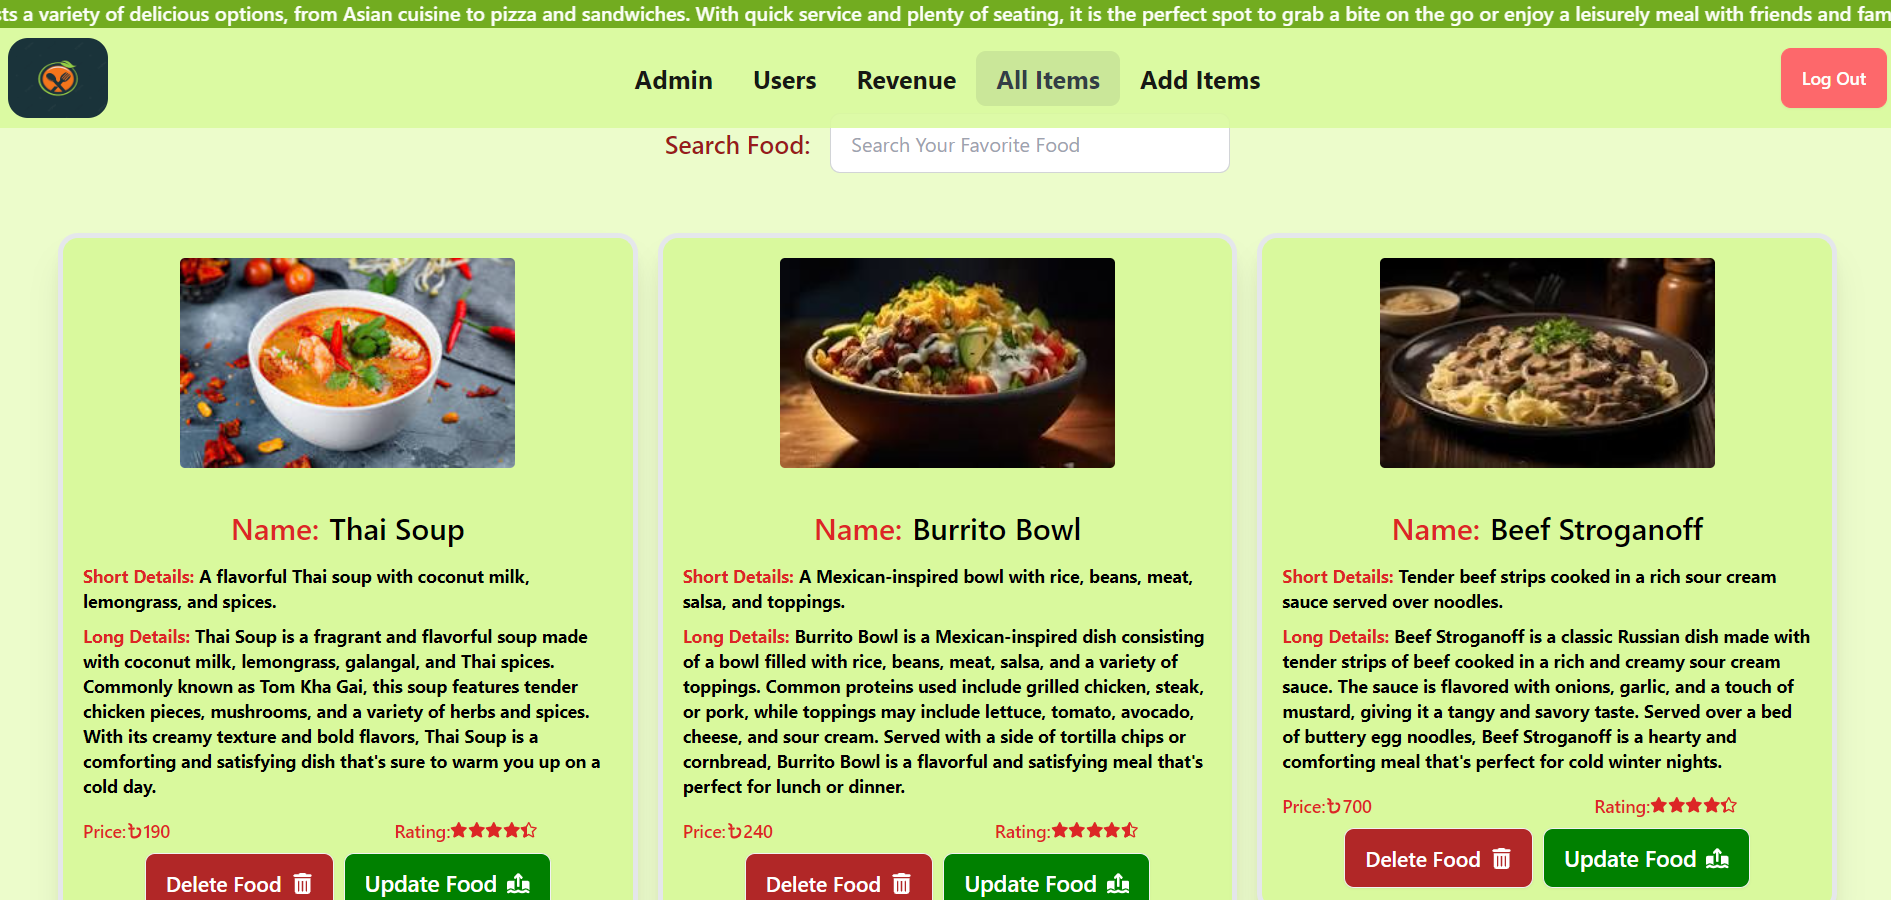 a variety of delicious options, from Asian cuisine to pizza and sandwiches. With quick service and plenty of seating, it is the perfect spot to grab a bite on the go or enjoy a leisurely meal with friends and
Admin Users Revenue All Items Add Items
Log Out
Search Food: Search Your Favorite Food
Name: Thai Soup
Short Details: A flavorful Thai soup with coconut milk,
lemongrass, and spices.
Long Details: Thai Soup is a fragrant and flavorful soup made
with coconut milk, lemongrass, galangal, and Thai spices.
Commonly known as Tom Kha Gai, this soup features tender
chicken pieces, mushrooms, and a variety of herbs and spices.
With its creamy texture and bold flavors, Thai Soup is a
comforting and satisfying dish that's sure to warm you up on a
cold day.
Price:৳190 Rating:
Delete Food Update Food
Name: Burrito Bowl
Short Details: A Mexican-inspired bowl with rice, beans, meat,
salsa, and toppings.
Long Details: Burrito Bowl is a Mexican-inspired dish consisting
of a bowl filled with rice, beans, meat, salsa, and a variety of
toppings. Common proteins used include grilled chicken, steak,
or pork, while toppings may include lettuce, tomato, avocado,
cheese, and sour cream. Served with a side of tortilla chips or
cornbread, Burrito Bowl is a flavorful and satisfying meal that's
perfect for lunch or dinner.
Price:৳240 Rating:
Delete Food Update Food
Name: Beef Stroganoff
Short Details: Tender beef strips cooked in a rich sour cream
sauce served over noodles.
Long Details: Beef Stroganoff is a classic Russian dish made with
tender strips of beef cooked in a rich and creamy sour cream
sauce. The sauce is flavored with onions, garlic, and a touch of
mustard, giving it a tangy and savory taste. Served over a bed
of buttery egg noodles, Beef Stroganoff is a hearty and
comforting meal that's perfect for cold winter nights.
Price:৳700 Rating:
Delete Food Update Food